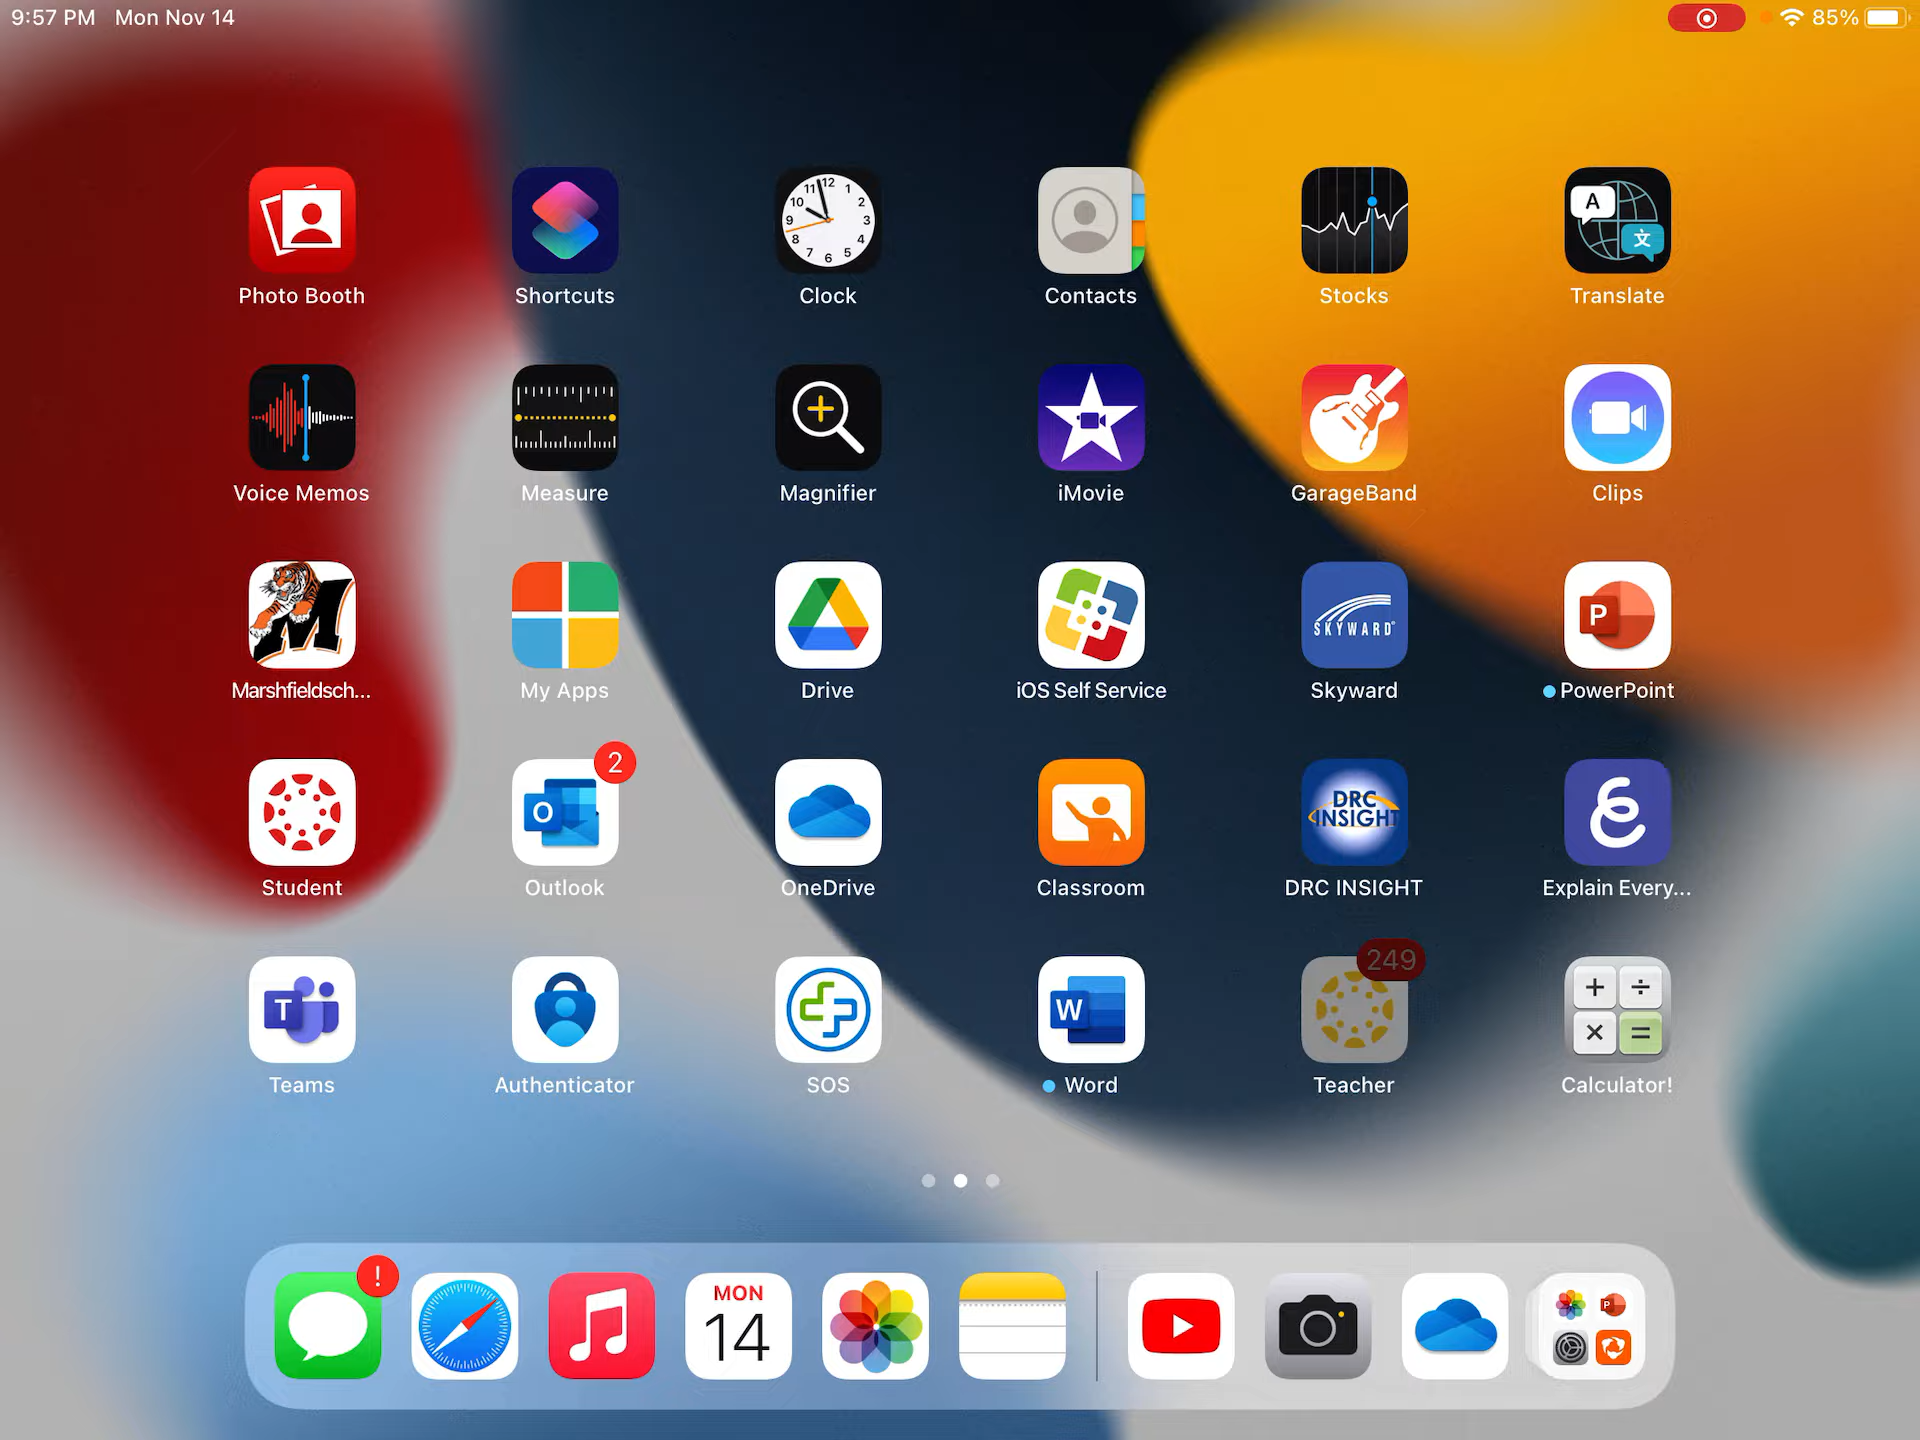 9:57 PM Mon Nov 14
85%
Photo Booth
Shortcuts
Clock
Contacts
Stocks
Translate
Voice Memos
Measure
Magnifier
iMovie
GarageBand
Clips
SKYWARD
Marshfieldsch...
My Apps
Drive
iOS Self Service
Skyward
PowerPoint
2
DRC
INSIGHT
Student
Outlook
OneDrive
Classroom
DRC INSIGHT
Explain Every...
249
Teams
Authenticator
SOS
Word
Teacher
Calculator!
!
MON
14